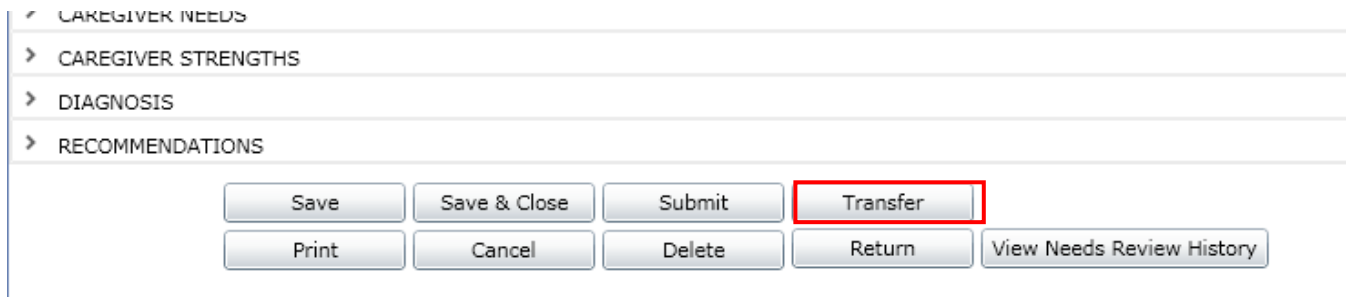 CAREGIVER NEEDS
CAREGIVER STRENGTHS
DIAGNOSIS
RECOMMENDATIONS
Save Save & Close Submit Transfer
Print Cancel Delete Return View Needs Review History